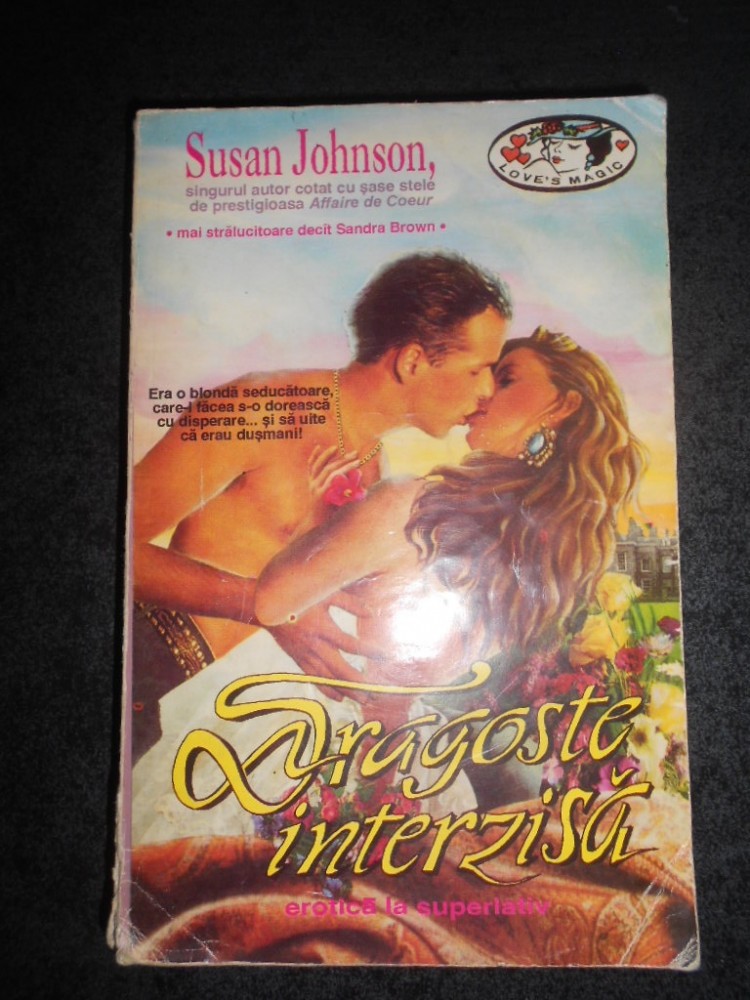 Susan Johnson,
singurul autor cotat cu șase stele
de prestigioasa Affaire de Coeur
• mai strălucitoare decît Sandra Brown •
LOVE'S MAGIC
Era o blondă seducătoare,
care-l făcea s-o dorească
cu disperare... și să uite
că erau dușmani!
Dragoste
interzisă
erotică la superlativ